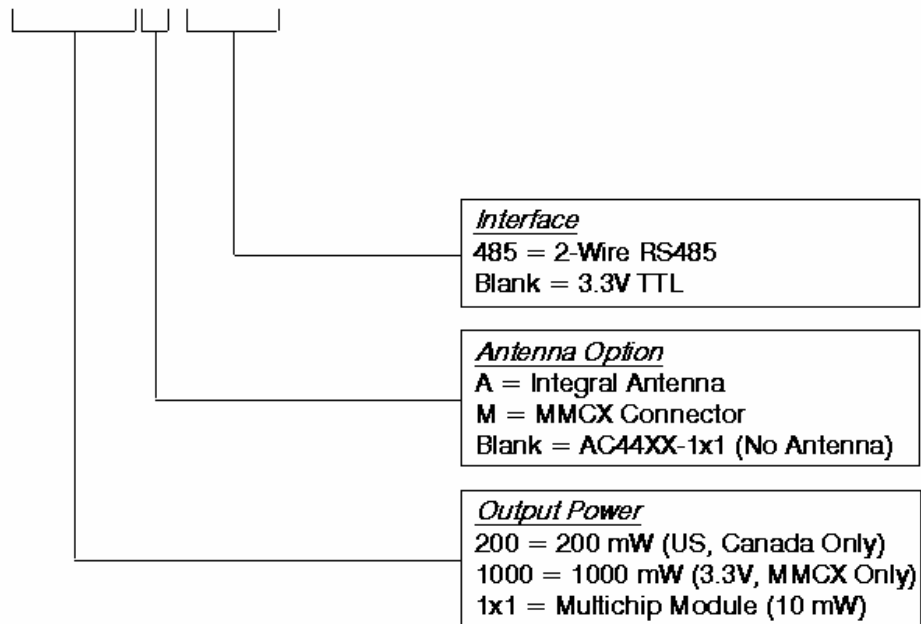 Interface
485 = 2-Wire RS485
Blank = 3.3V TTL
Antenna Option
A = Integral Antenna
M = MMCX Connector
Blank = AC44XX-1x1 (No Antenna)
Output Power
200 = 200 mW (US, Canada Only)
1000 = 1000 mW (3.3V, MMCX Only)
1x1 = Multichip Module (10 mW)